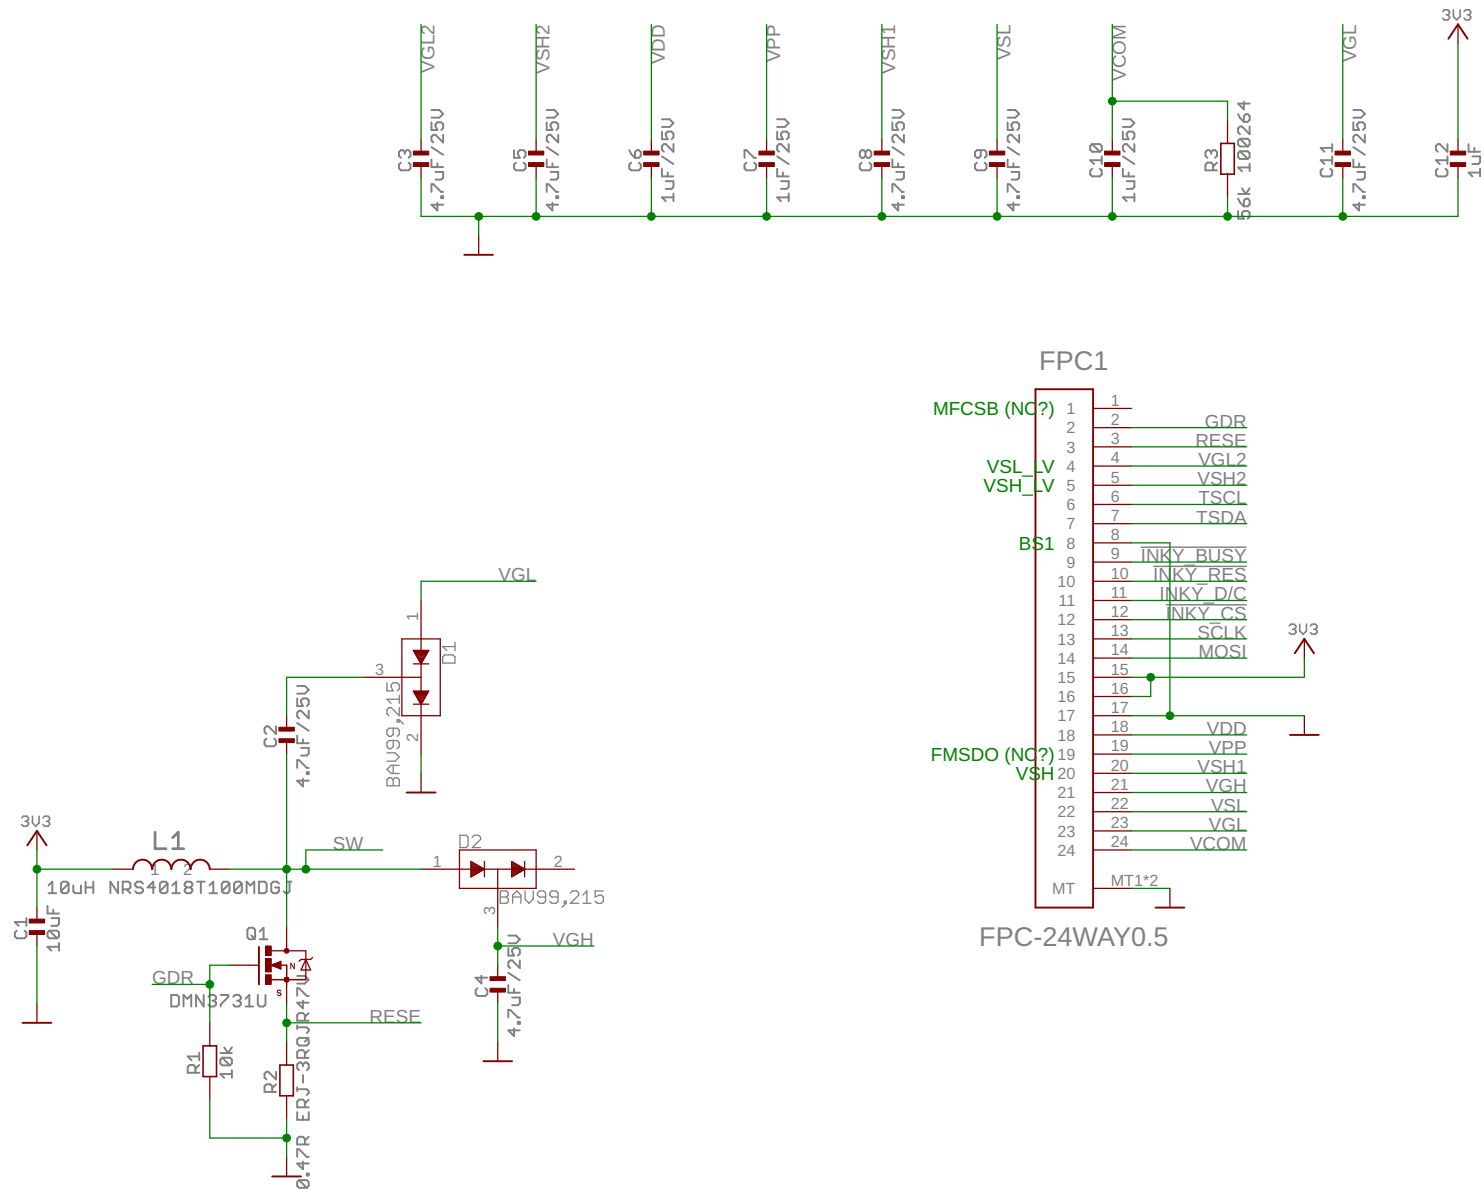 VGL2
VSH2
VDD
VPP
VSH1
VSL
VCOM
VGL
3V3
C3
4.7uF/25V
C5
4.7uF/25V
C6
1uF/25V
C7
1uF/25V
C8
4.7uF/25V
C9
4.7uF/25V
C10
1uF/25V
R3
56k 100264
C11
4.7uF/25V
C12
1uF
FPC1
MFCSB (NC?) 1 1
2 2 GDR
3 3 RESE
VSL_LV 4 4 VGL2
VSH_LV 5 5 VSH2
6 6 TSCL
7 7 TSDA
BS1 8 8
9 9 INKY_BUSY
10 10 INKY_RES
11 11 INKY_D/C
12 12 INKY_CS
13 13 SCLK
14 14 MOSI
3V3
15 15
16 16
17 17
18 18 VDD
FMSDO (NC?) 19 19 VPP
VSH 20 20 VSH1
21 21 VGH
22 22 VSL
23 23 VGL
24 24 VCOM
MT MT1*2
FPC-24WAY0.5
VGL
1
D1
3
BAV99,215
2
C2
4.7uF/25V
3V3
L1
1 2
10uH NRS4018T100MDGJ
SW
D2
1 2
BAV99,215
3
VGH
C4
4.7uF/25V
C1
10uF
Q1
N
S
GDR
DMN3731U
RESE
R1
10k
R2
0.47R ERJ-3RQJR47V